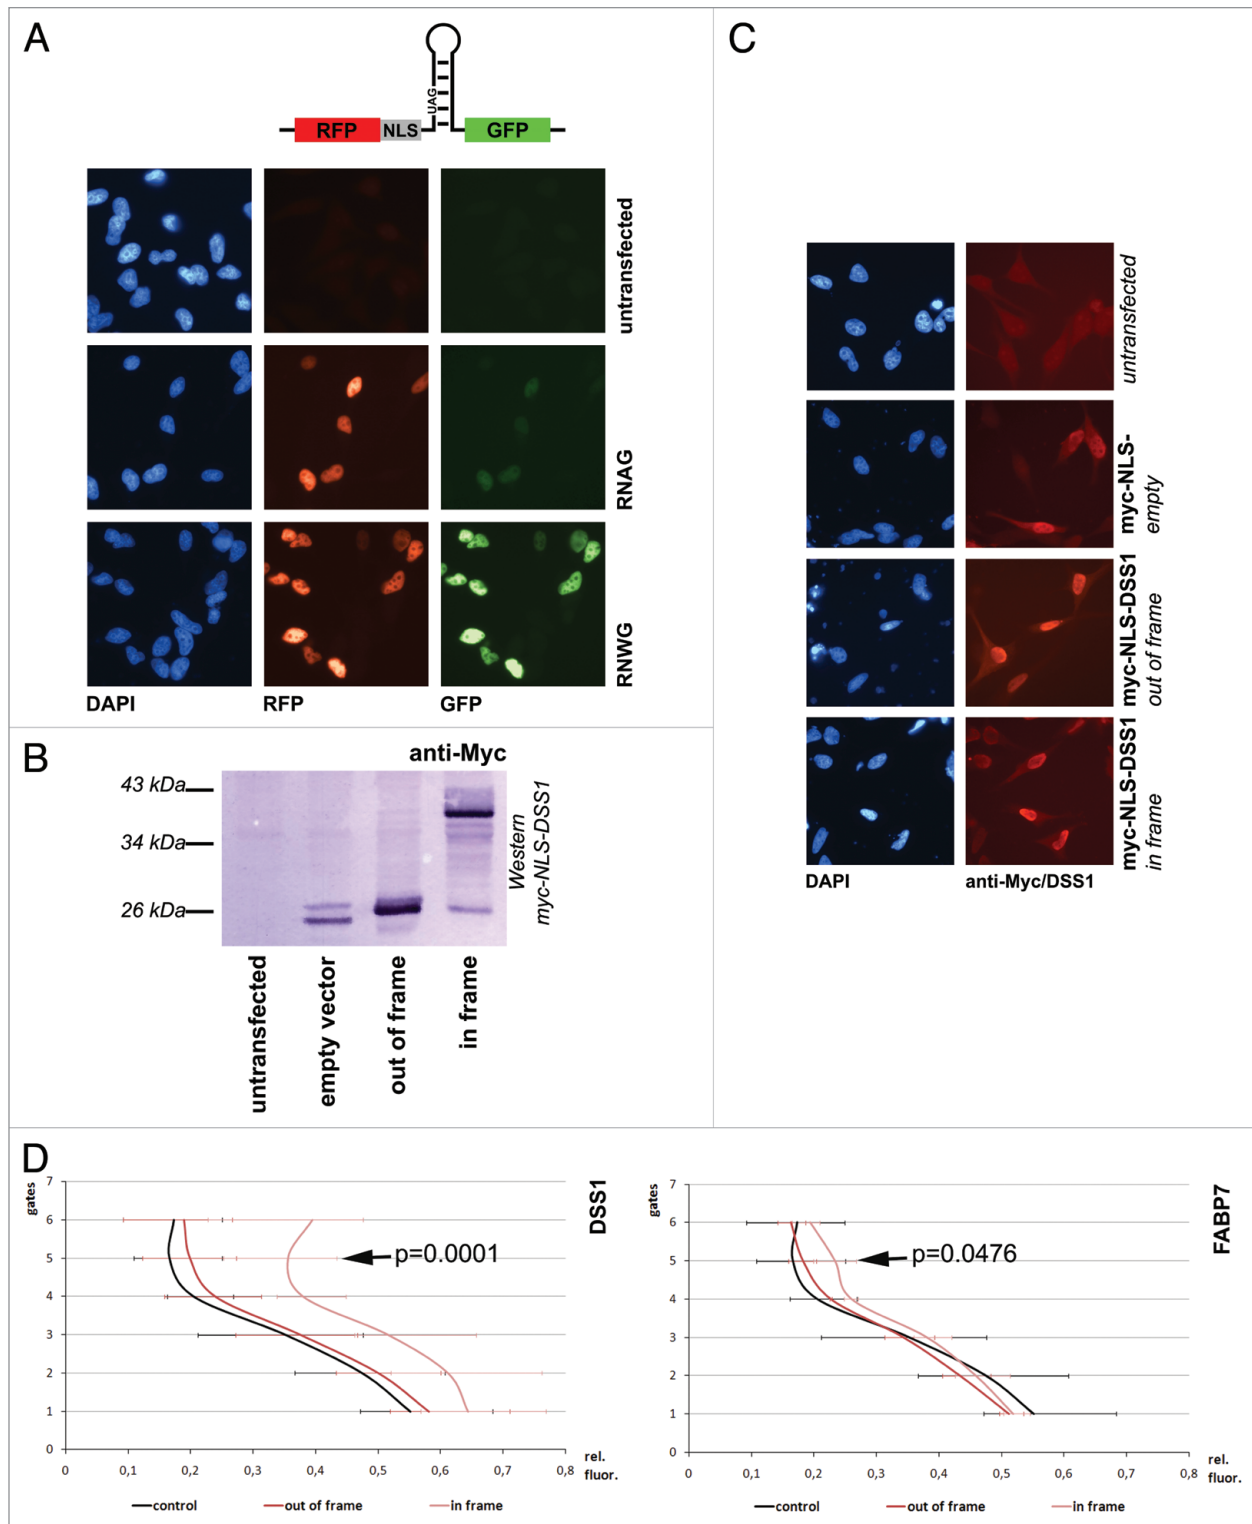 A
UAG
RFP
NLS
GFP
untransfected
RNAG
RNWG
DAPI
RFP
GFP
B
anti-Myc
43 kDa
34 kDa
26 kDa
Western
myc-NLS-DSS1
untransfected
empty vector
out of frame
in frame
C
untransfected
myc-NLS-
empty
myc-NLS-DSS1
out of frame
myc-NLS-DSS1
in frame
DAPI
anti-Myc/DSS1
D
gates
7
6
5
4
3
2
1
0
0 0,1 0,2 0,3 0,4 0,5 0,6 0,7 0,8
rel.
fluor.
p=0.0001
DSS1
control
out of frame
in frame
gates
7
6
5
4
3
2
1
0
0 0,1 0,2 0,3 0,4 0,5 0,6 0,7 0,8
rel.
fluor.
p=0.0476
FABP7
control
out of frame
in frame